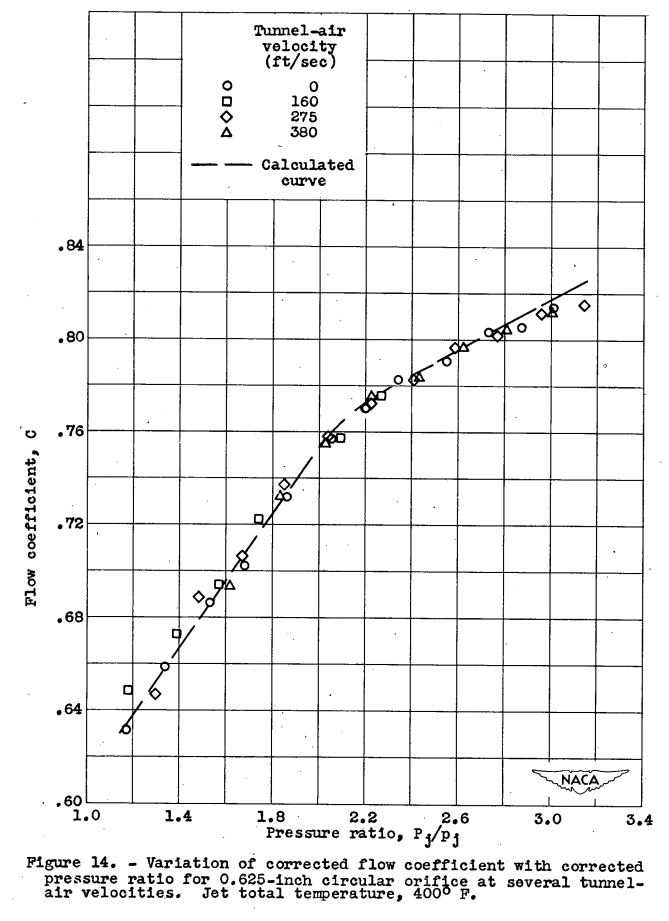 Tunnel-air
velocity
(ft/sec)
0
160
275
380
Calculated
curve
.84
.80
.76
.72
.68
.64
.60
Flow coefficient, C
NACA
1.0 1.4 1.8 2.2 2.6 3.0 3.4
Pressure ratio, Pj/pj
Figure 14. - Variation of corrected flow coefficient with corrected
pressure ratio for 0.625-inch circular orifice at several tunnel-
air velocities. Jet total temperature, 400° F.